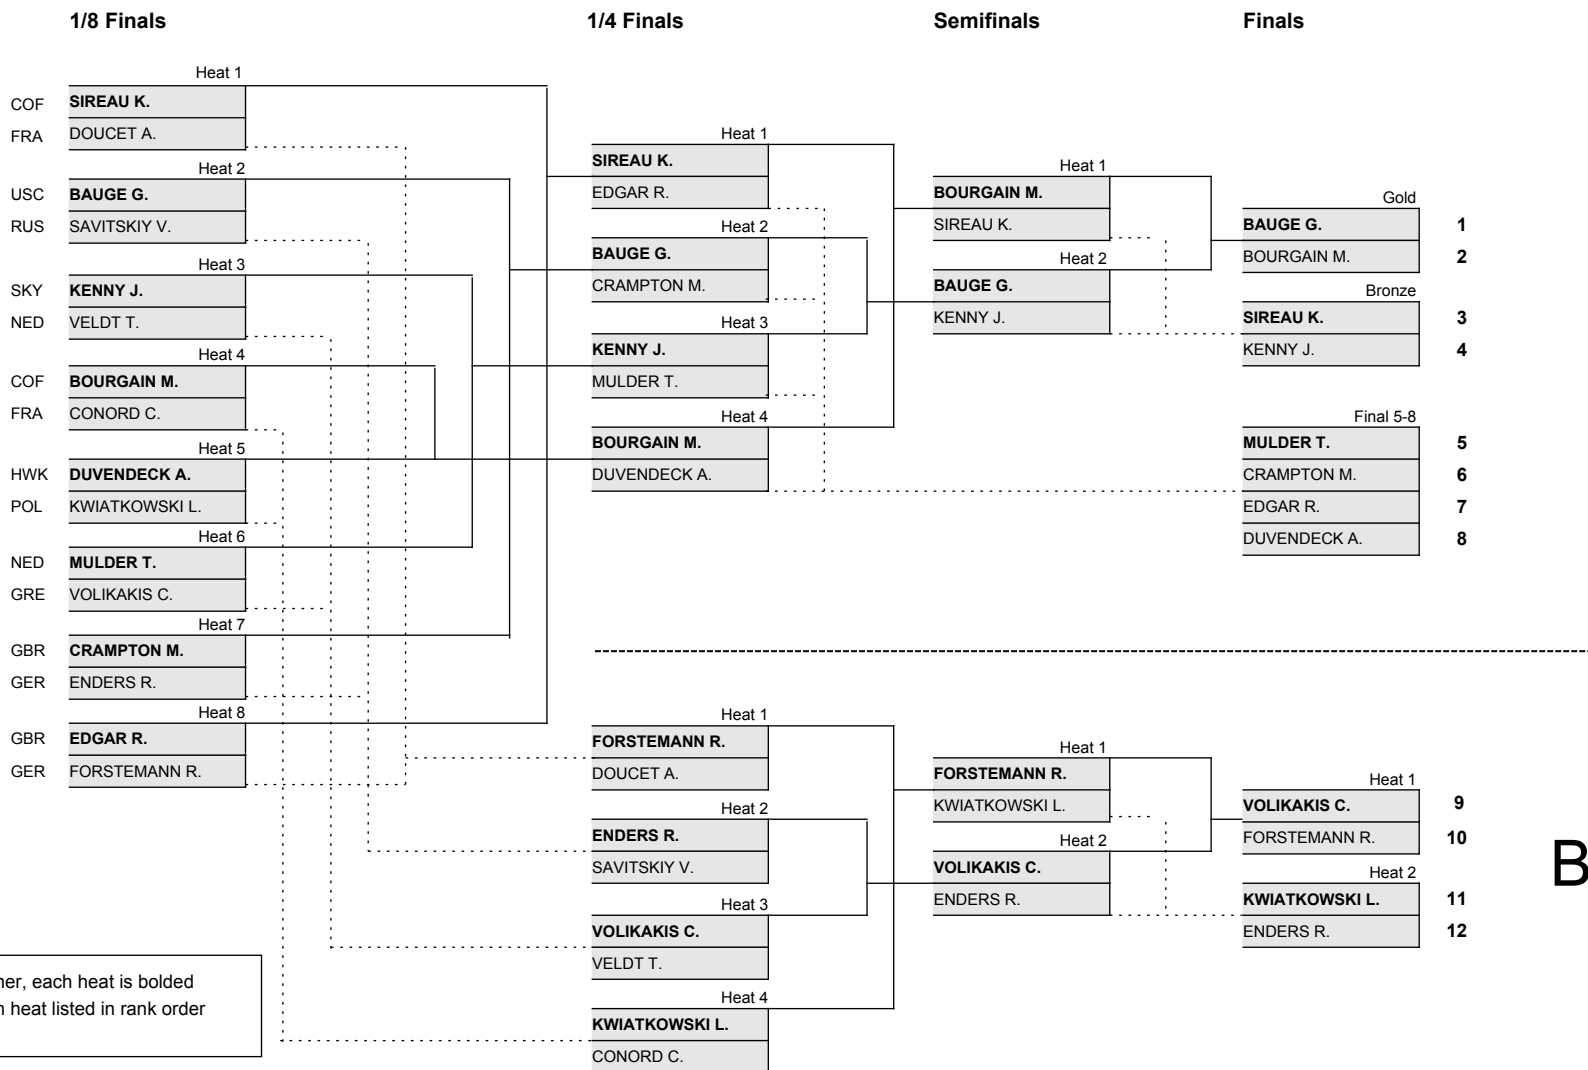 1/8 Finals 1/4 Finals Semifinals Finals
Heat 1
COF SIREAU K.
FRA DOUCET A.
Heat 2
USC BAUGE G.
RUS SAVITSKIY V.
Heat 3
SKY KENNY J.
NED VELDT T.
Heat 4
COF BOURGAIN M.
FRA CONORD C.
Heat 5
HWK DUVENDECK A.
POL KWIATKOWSKI L.
Heat 6
NED MULDER T.
GRE VOLIKAKIS C.
Heat 7
GBR CRAMPTON M.
GER ENDERS R.
Heat 8
GBR EDGAR R.
GER FORSTEMANN R.
Heat 1
SIREAU K.
EDGAR R.
Heat 2
BAUGE G.
CRAMPTON M.
Heat 3
KENNY J.
MULDER T.
Heat 4
BOURGAIN M.
DUVENDECK A.
Heat 1
BOURGAIN M.
SIREAU K.
Heat 2
BAUGE G.
KENNY J.
Gold
BAUGE G. 1
BOURGAIN M. 2
Bronze
SIREAU K. 3
KENNY J. 4
Final 5-8
MULDER T. 5
CRAMPTON M. 6
EDGAR R. 7
DUVENDECK A. 8
Heat 1
FORSTEMANN R.
DOUCET A.
Heat 2
ENDERS R.
SAVITSKIY V.
Heat 3
VOLIKAKIS C.
VELDT T.
Heat 4
KWIATKOWSKI L.
CONORD C.
Heat 1
FORSTEMANN R.
KWIATKOWSKI L.
Heat 2
VOLIKAKIS C.
ENDERS R.
Heat 1
VOLIKAKIS C. 9
FORSTEMANN R. 10
Heat 2
KWIATKOWSKI L. 11
ENDERS R. 12
B
her, each heat is bolded
heat listed in rank order